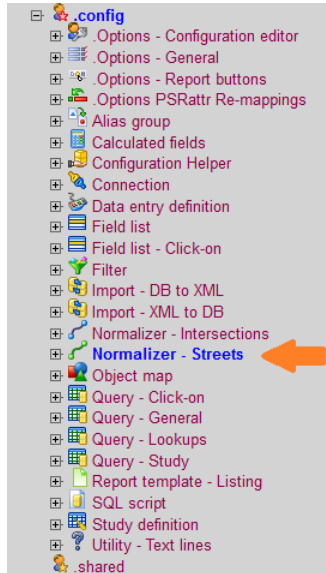 .config
.Options - Configuration editor
.Options - General
.Options - Report buttons
.Options PSRattr Re-mappings
Alias group
Calculated fields
Configuration Helper
Connection
Data entry definition
Field list
Field list - Click-on
Filter
Import - DB to XML
Import - XML to DB
Normalizer - Intersections
Normalizer - Streets
Object map
Query - Click-on
Query - General
Query - Lookups
Query - Study
Report template - Listing
SQL script
Study definition
Utility - Text lines
.shared